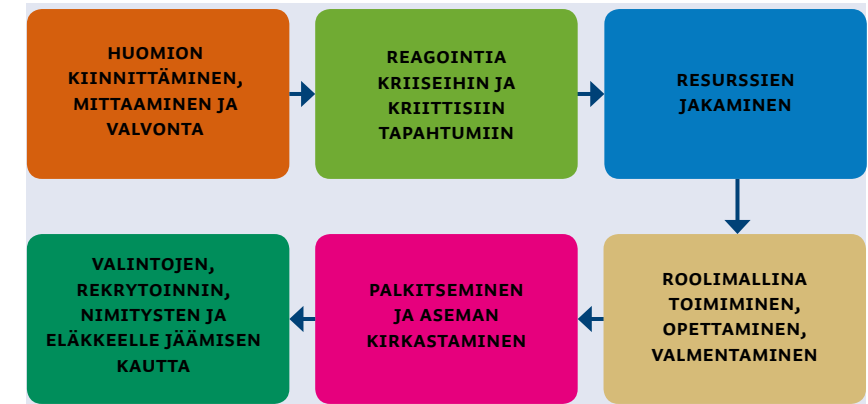 HUOMION
KIINNITTÄMINEN,
MITTAAMINEN JA
VALVONTA
REAGOINTIA
KRIISEIHIN JA
KRIITTISIIN
TAPAHTUMIIN
RESURSSIEN
JAKAMINEN
ROOLIMALLINA
TOIMIMINEN,
OPETTAMINEN,
VALMENTAMINEN
PALKITSEMINEN
JA ASEMAN
KIRKASTAMINEN
VALINTOJEN,
REKRYTOINNIN,
NIMITYSTEN JA
ELÄKKEELLE JÄÄMISEN
KAUTTA